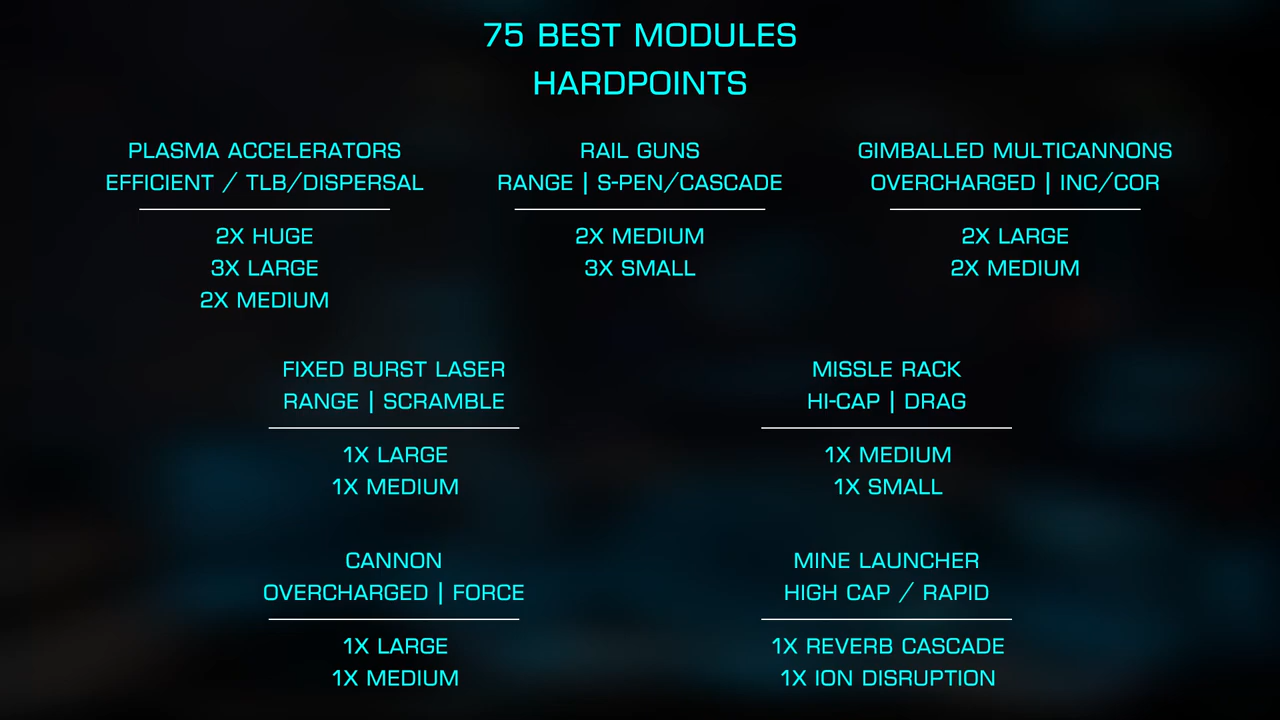 75 BEST MODULES
HARDPOINTS
PLASMA ACCELERATORS
EFFICIENT / TLB/DISPERSAL
2X HUGE
3X LARGE
2X MEDIUM
RAIL GUNS
RANGE | S-PEN/CASCADE
2X MEDIUM
3X SMALL
GIMBALLED MULTICANNONS
OVERCHARGED | INC/COR
2X LARGE
2X MEDIUM
FIXED BURST LASER
RANGE | SCRAMBLE
1X LARGE
1X MEDIUM
MISSLE RACK
HI-CAP | DRAG
1X MEDIUM
1X SMALL
CANNON
OVERCHARGED | FORCE
1X LARGE
1X MEDIUM
MINE LAUNCHER
HIGH CAP / RAPID
1X REVERB CASCADE
1X ION DISRUPTION